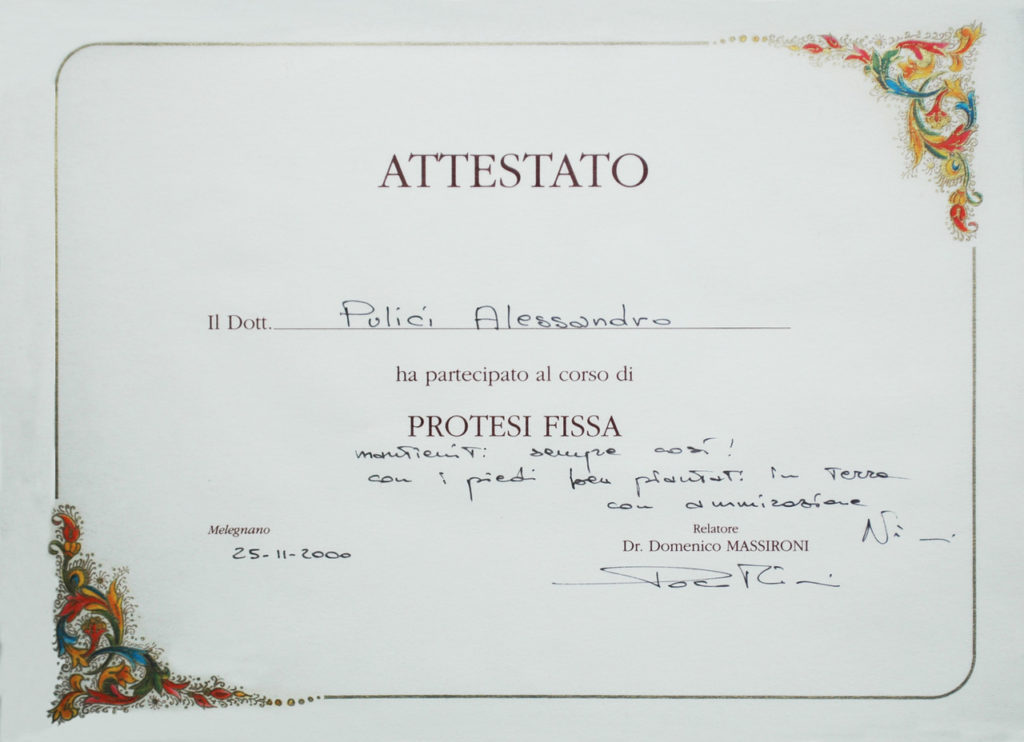 ATTESTATO
Il Dott. Pulici Alessandro
ha partecipato al corso di
PROTESI FISSA
mantieniti sempre così!
con i piedi ben piantati in terra
con ammirazione
Melegnano
25-11-2000
Relatore
Dr. Domenico MASSIRONI